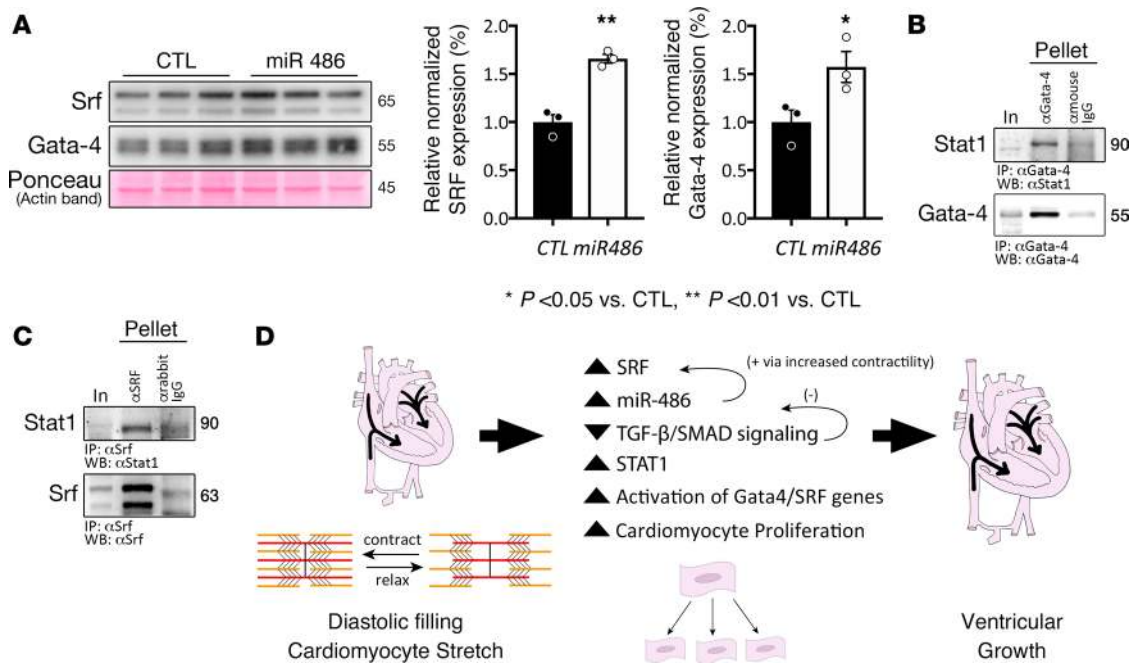 A
CTL
miR 486
Srf
65
Gata-4
55
Ponceau
(Actin band)
45
Relative normalized
SRF expression (%)
2.0
1.5
1.0
0.5
0.0
**
CTL miR486
Relative normalized
Gata-4 expression (%)
2.0
1.5
1.0
0.5
0.0
*
CTL miR486
* P <0.05 vs. CTL, ** P <0.01 vs. CTL
B
Pellet
In
αGata-4
αmouse
IgG
Stat1
90
IP: αGata-4
WB: αStat1
Gata-4
55
IP: αGata-4
WB: αGata-4
C
Pellet
In
αSRF
αrabbit
IgG
Stat1
90
IP: αSrf
WB: αStat1
Srf
63
IP: αSrf
WB: αSrf
D
contract
relax
Diastolic filling
Cardiomyocyte Stretch
SRF
(+ via increased contractility)
miR-486
(-)
TGF-β/SMAD signaling
STAT1
Activation of Gata4/SRF genes
Cardiomyocyte Proliferation
Ventricular
Growth